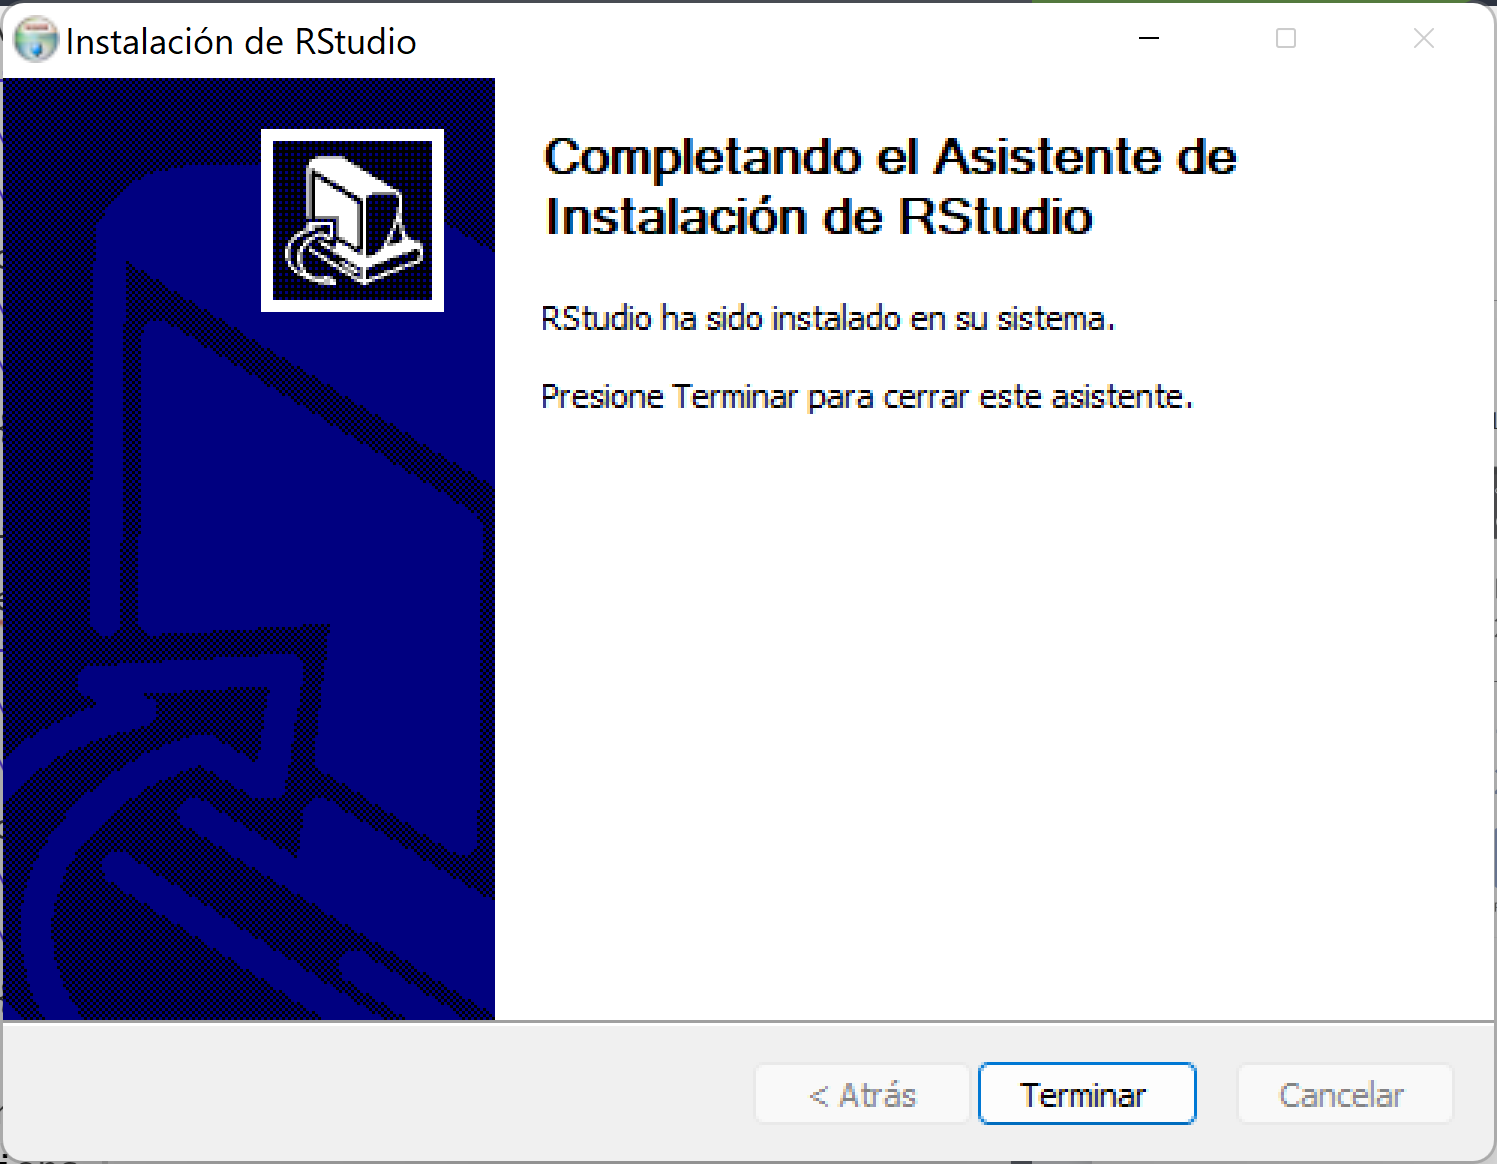 Instalación de RStudio
Completando el Asistente de
Instalación de RStudio
RStudio ha sido instalado en su sistema.
Presione Terminar para cerrar este asistente.
< Atrás
Terminar
Cancelar